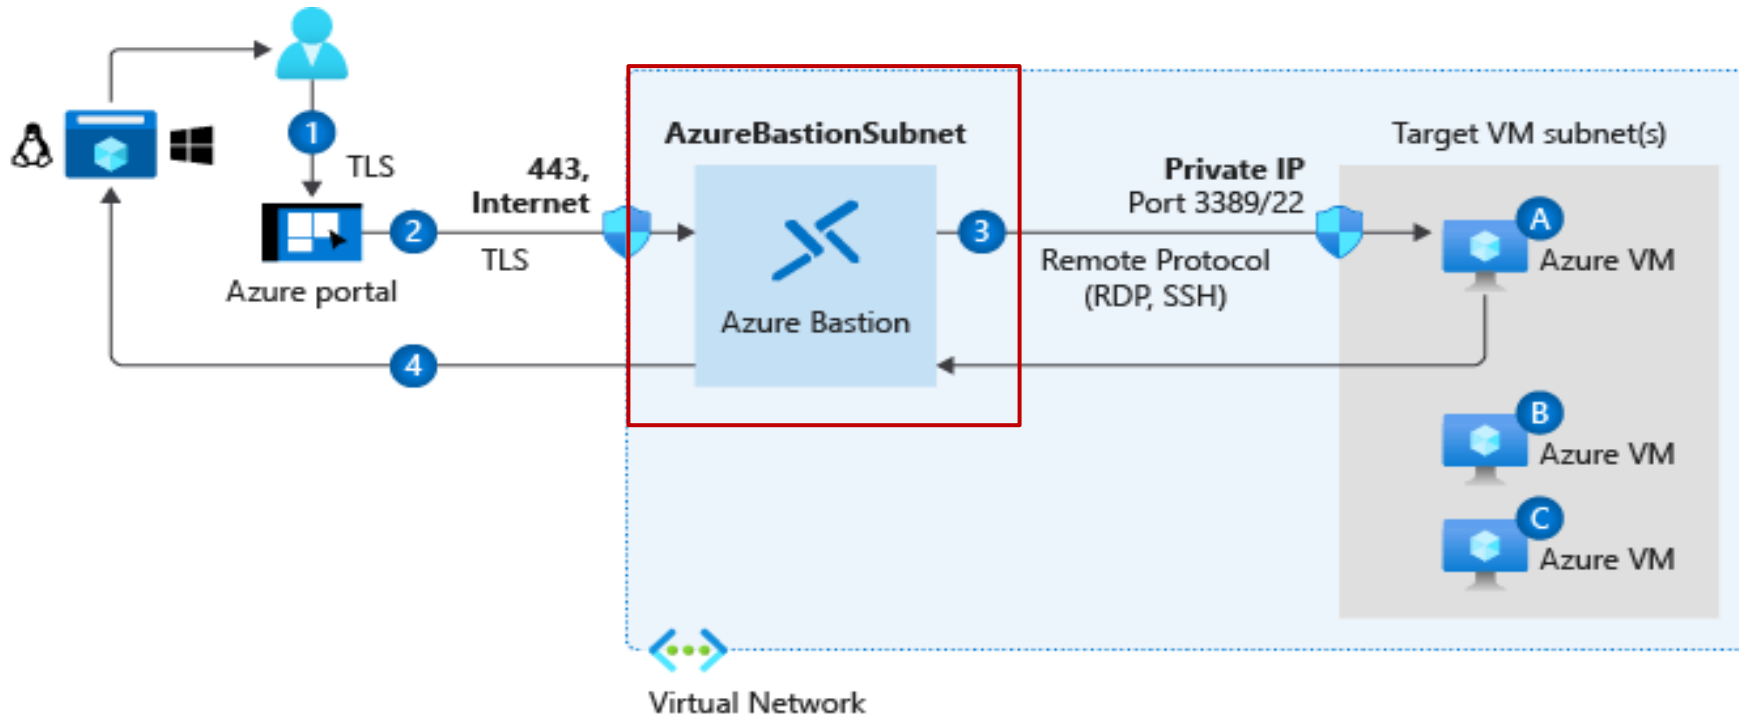 1
TLS
Azure portal
2
443,
Internet
TLS
AzureBastionSubnet
Azure Bastion
3
Private IP
Port 3389/22
Remote Protocol
(RDP, SSH)
Target VM subnet(s)
A
Azure VM
4
B
Azure VM
C
Azure VM
Virtual Network